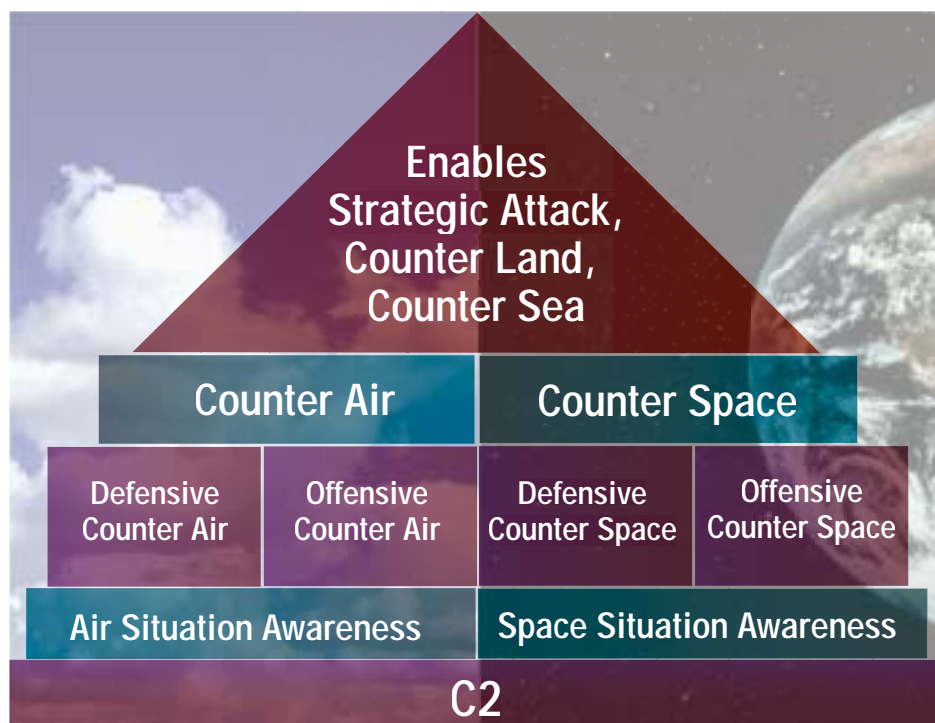 Enables
Strategic Attack,
Counter Land,
Counter Sea
Counter Air
Counter Space
Defensive
Counter Air
Offensive
Counter Air
Defensive
Counter Space
Offensive
Counter Space
Air Situation Awareness
Space Situation Awareness
C2